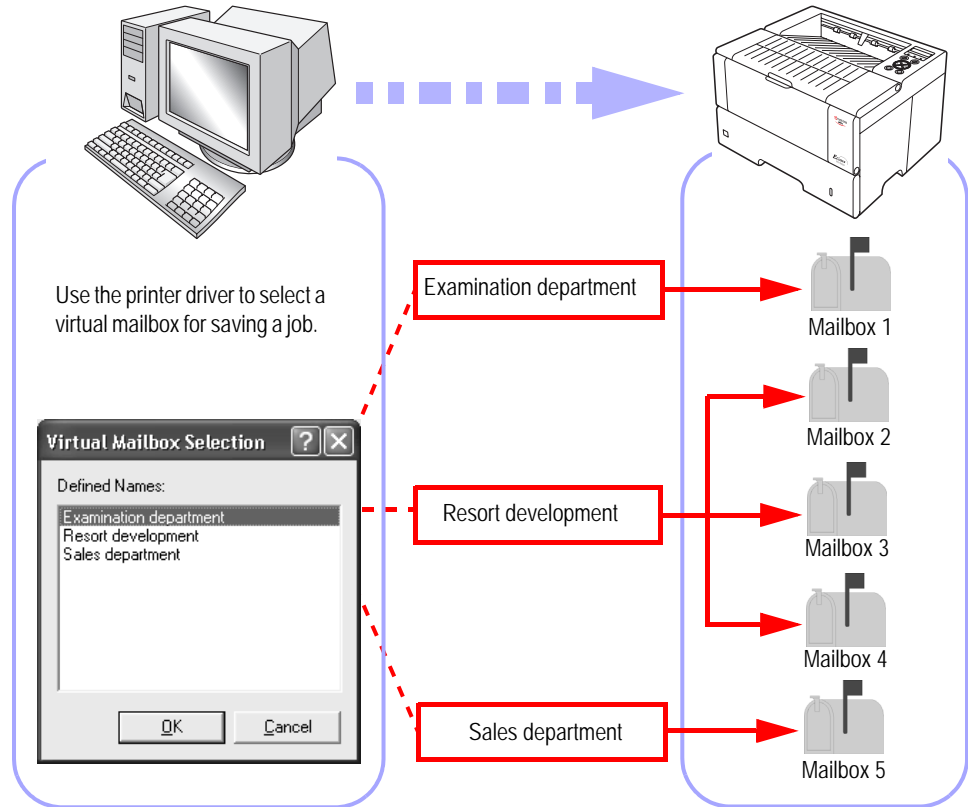 Use the printer driver to select a
virtual mailbox for saving a job.
Virtual Mailbox Selection
Defined Names:
Examination department
Resort development
Sales department
OK
Cancel
Examination department
Resort development
Sales department
Mailbox 1
Mailbox 2
Mailbox 3
Mailbox 4
Mailbox 5